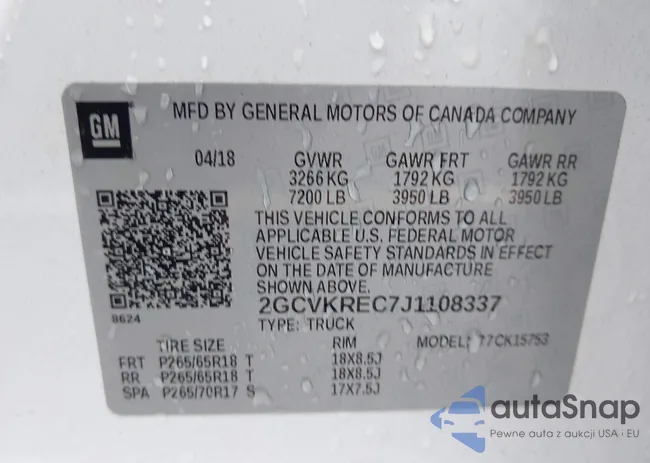 GM
MFD BY GENERAL MOTORS OF CANADA COMPANY
04/18 GVWR GAWR FRT GAWR RR
3266 KG 1792 KG 1792 KG
7200 LB 3950 LB 3950 LB
THIS VEHICLE CONFORMS TO ALL
APPLICABLE U.S. FEDERAL MOTOR
VEHICLE SAFETY STANDARDS IN EFFECT
ON THE DATE OF MANUFACTURE
SHOWN ABOVE.
8624
2GCVKREC7J1108337
TYPE: TRUCK MODEL: 77CK15753
TIRE SIZE RIM
FRT P265/65R18 T 18X8.5J
RR P265/65R18 T 18X8.5J
SPA P265/70R17 S 17X7.5J
autaSnap
Pewne auta z aukcji USA i EU